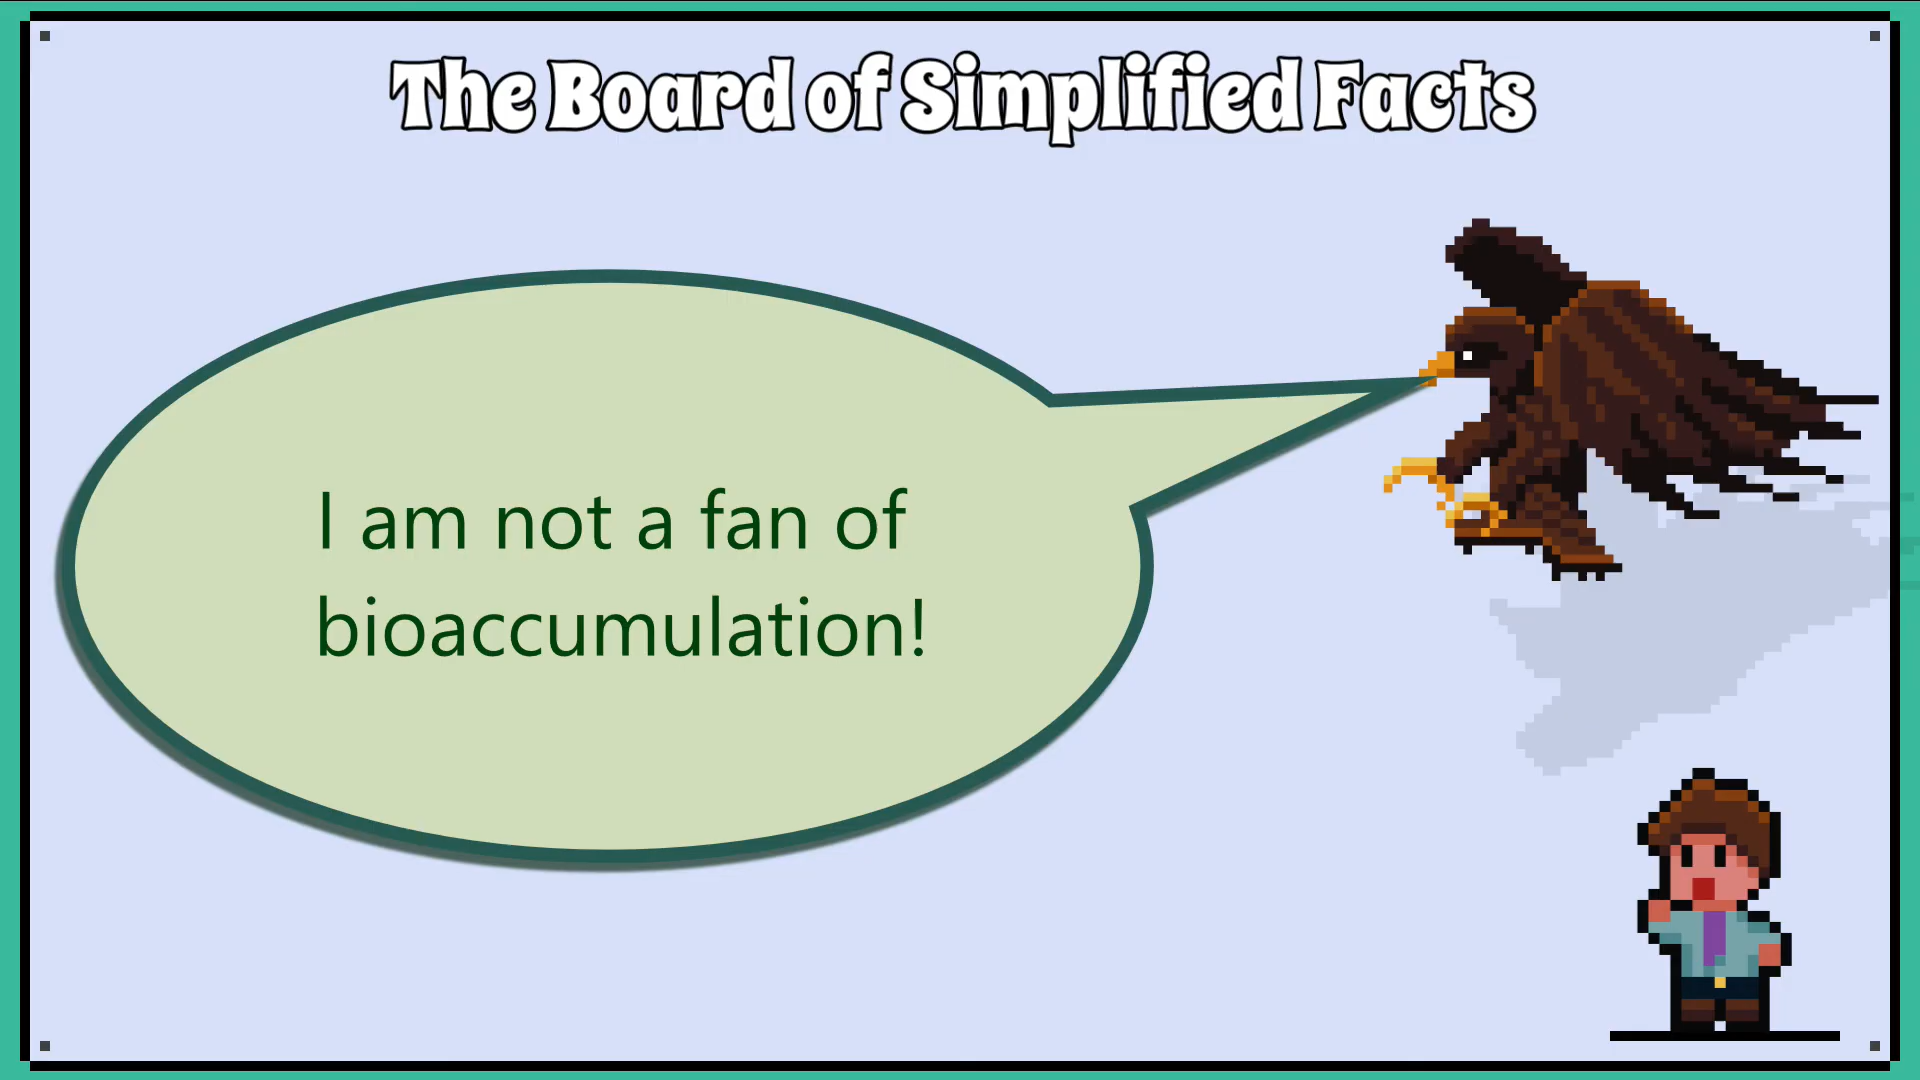 The Board of Simplified Facts
I am not a fan of
bioaccumulation!